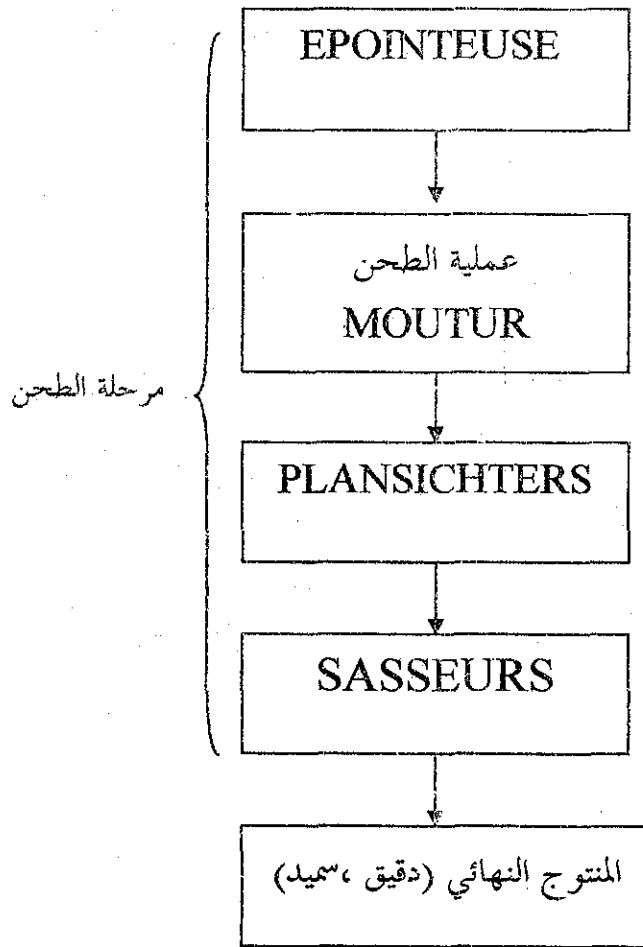 EPOINTEUSE
عملية الطحن
MOUTUR
مرحلة الطحن
PLANSICHTERS
SASSEURS
المنتوج النهائي (دقيق ،سميد)